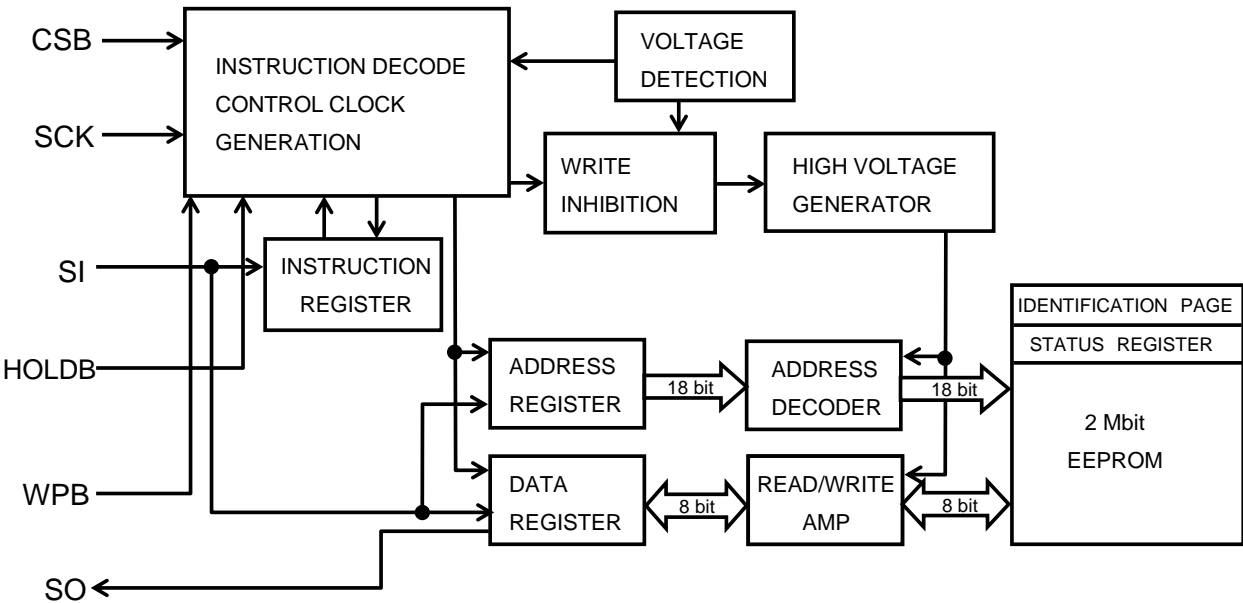 CSB
INSTRUCTION DECODE
CONTROL CLOCK
GENERATION
VOLTAGE
DETECTION
SCK
WRITE
INHIBITION
HIGH VOLTAGE
GENERATOR
SI
INSTRUCTION
REGISTER
IDENTIFICATION PAGE
STATUS REGISTER
HOLDB
ADDRESS
REGISTER
18 bit
ADDRESS
DECODER
18 bit
2 Mbit
EEPROM
WPB
DATA
REGISTER
8 bit
READ/WRITE
AMP
8 bit
SO